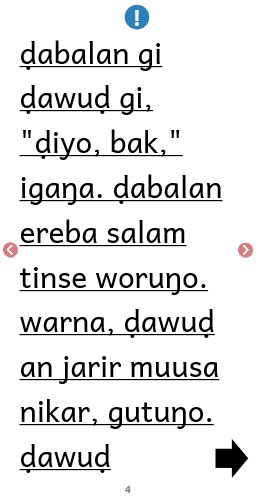 !
ḍabalan gi
ḍawuḍ gi,
"ḍiyo, bak,"
igaŋa. ḍabalan
ereba salam
tinse woruŋo.
warna, ḍawuḍ
an jarir muusa
nikar, gutuŋo.
ḍawuḍ
4